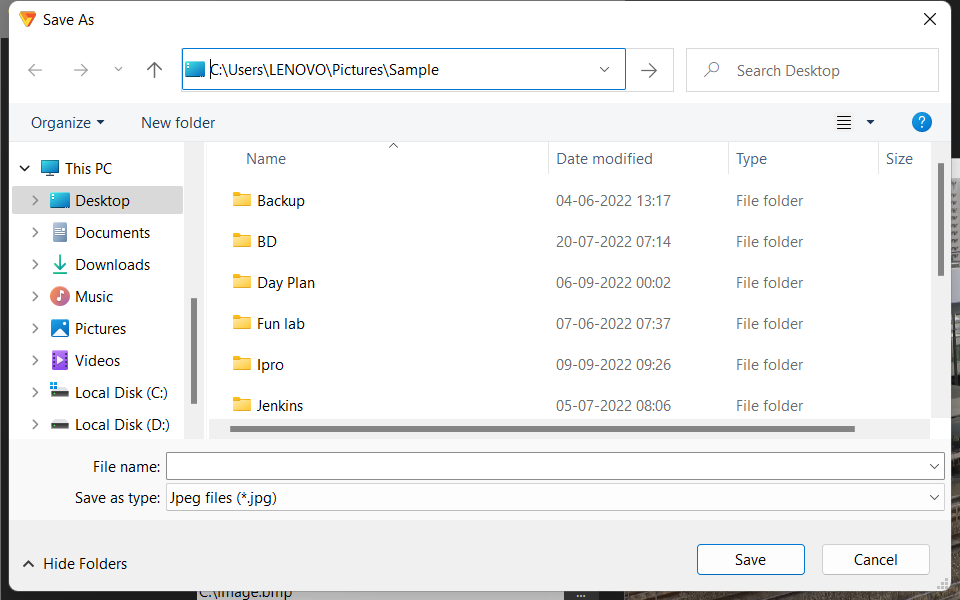 Save As
C:\Users\LENOVO\Pictures\Sample
Search Desktop
Organize
New folder
?
Name Date modified Type Size
This PC
Desktop
Documents
Downloads
Music
Pictures
Videos
Local Disk (C:)
Local Disk (D:)
Backup 04-06-2022 13:17 File folder
BD 20-07-2022 07:14 File folder
Day Plan 06-09-2022 00:02 File folder
Fun lab 07-06-2022 07:37 File folder
Ipro 09-09-2022 09:26 File folder
Jenkins 05-07-2022 08:06 File folder
File name:
Save as type: Jpeg files (*.jpg)
Hide Folders
Save
Cancel
C:\image.bmp
...